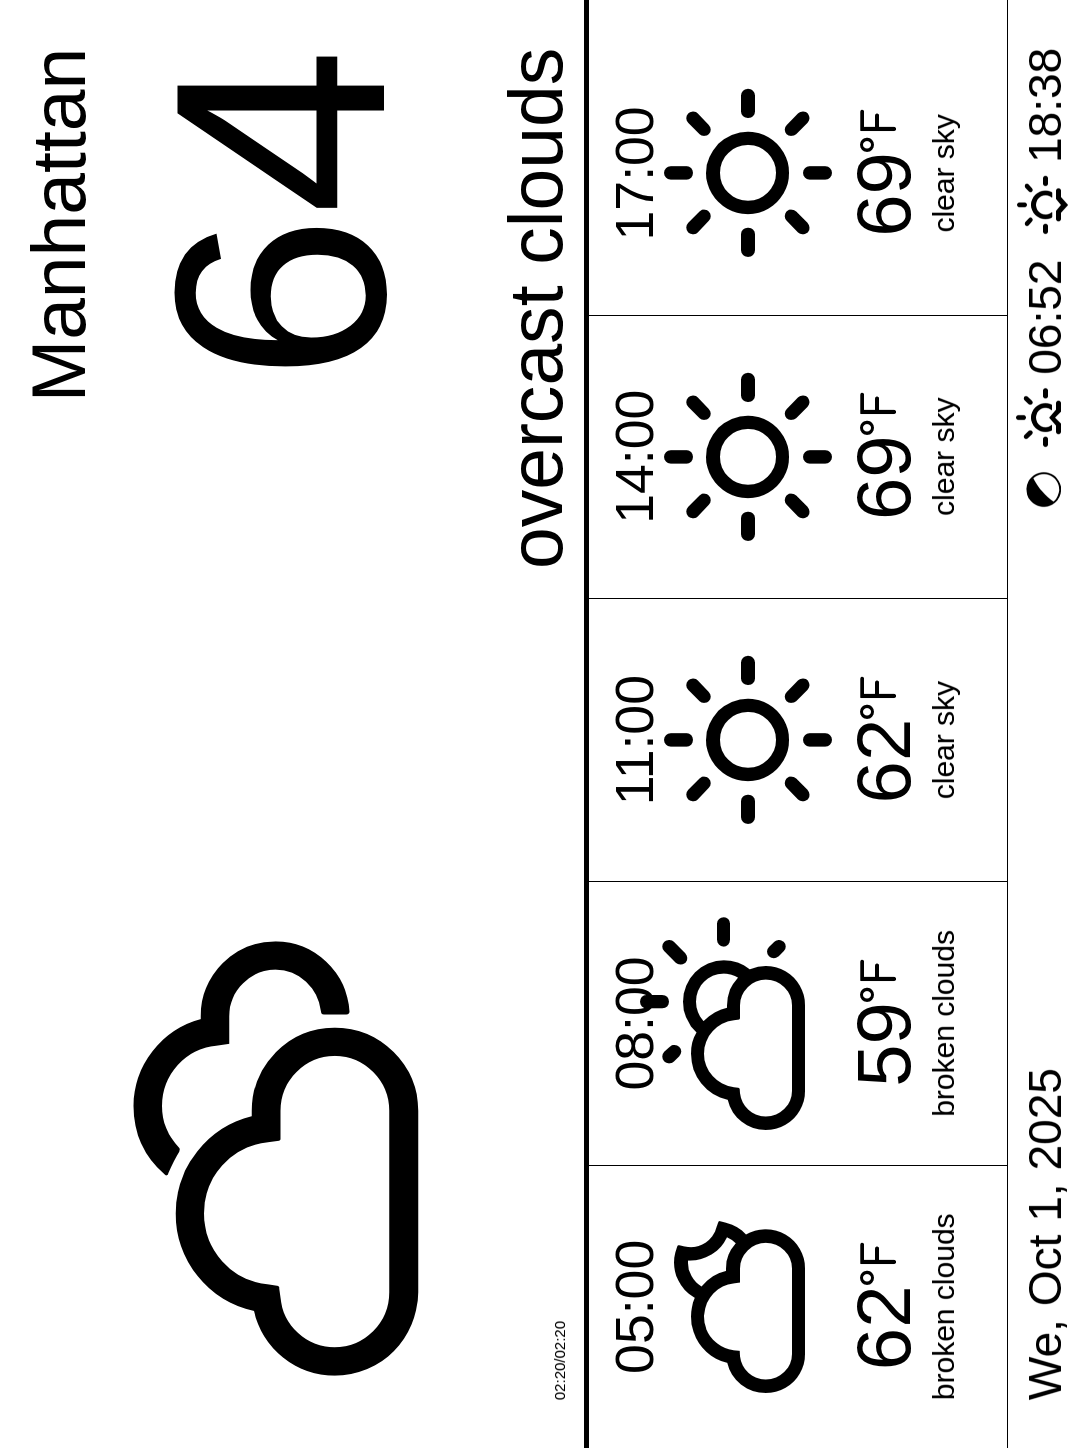 Manhattan
64
overcast clouds
02:20/02:20
05:00 08:00 11:00 14:00 17:00
62°F 59°F 62°F 69°F 69°F
broken clouds broken clouds clear sky clear sky clear sky
We, Oct 1, 2025 06:52 18:38